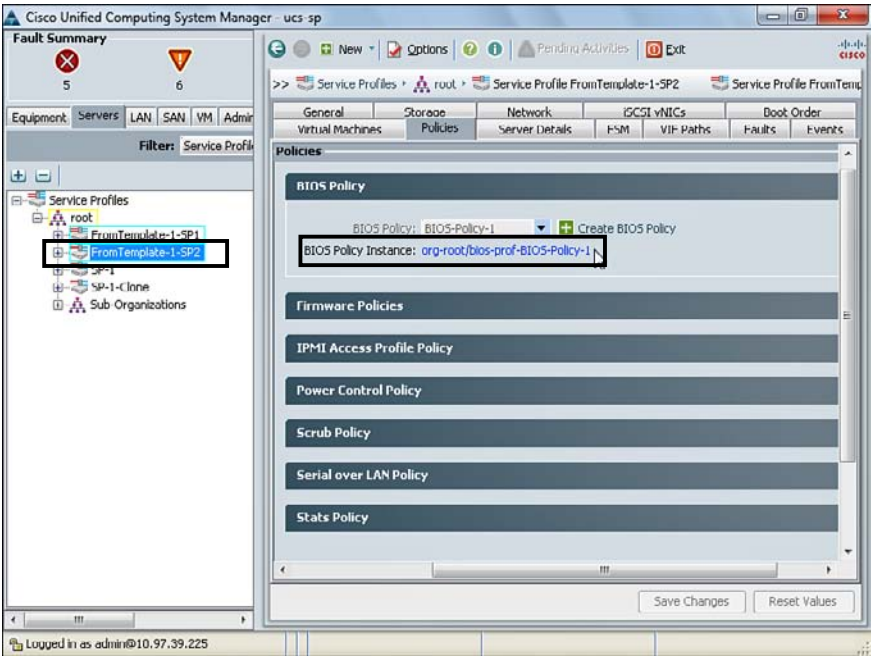 Cisco Unified Computing System Manager - ucs-sp
Fault Summary
5
6
New
Options
Pending Activities
Exit
CISCO
>> Service Profiles
root
Service Profile FromTemplate-1-SP2
Service Profile FromTemp
Equipment
Servers
LAN
SAN
VM
Admin
Filter: Service Profil
Service Profiles
root
FromTemplate-1-SP1
FromTemplate-1-SP2
SP-1
SP-1-Clone
Sub-Organizations
General
Storage
Network
iSCSI vNICs
Boot Order
Virtual Machines
Policies
Server Details
FSM
VIF Paths
Faults
Events
Policies
BIOS Policy
BIOS Policy: BIOS-Policy-1
Create BIOS Policy
BIOS Policy Instance: org-root/bios-prof-BIOS-Policy-1
Firmware Policies
IPMI Access Profile Policy
Power Control Policy
Scrub Policy
Serial over LAN Policy
Stats Policy
Save Changes
Reset Values
Logged in as admin@10.97.39.225